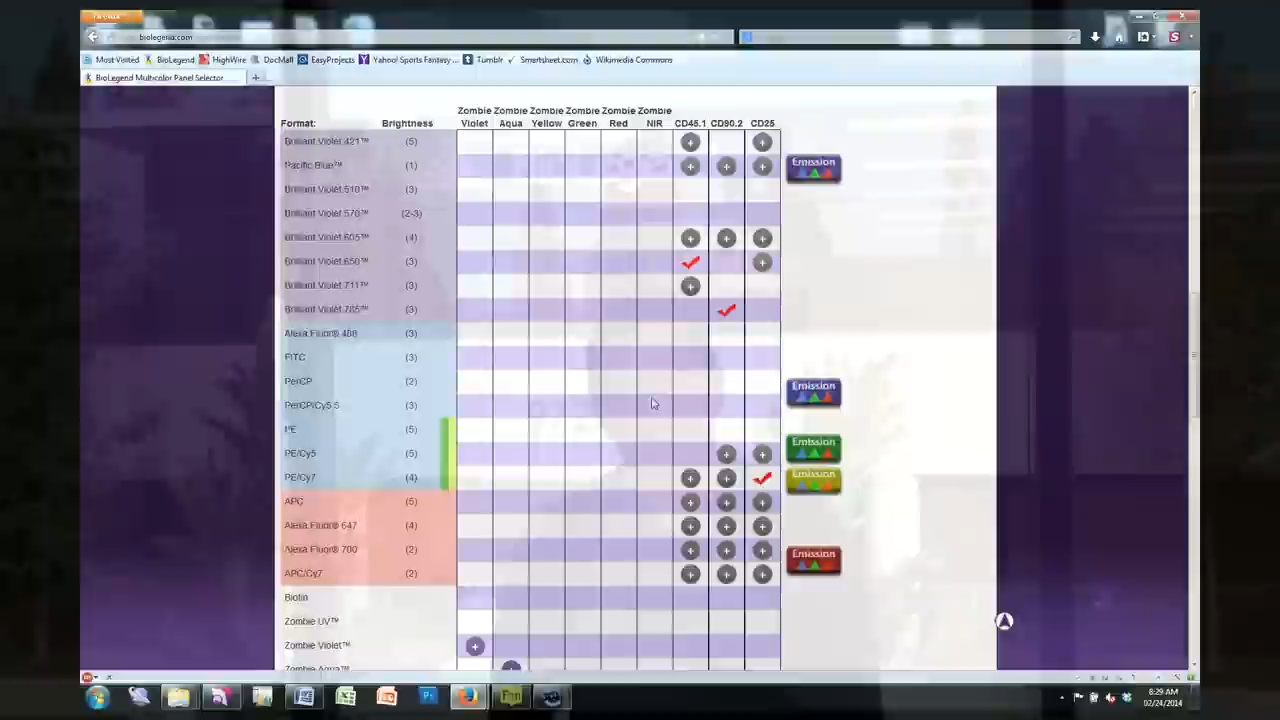 biolegend.com
Most Visited BioLegend HighWire DocMall EasyProjects Yahoo! Sports Fantasy ... Tumblr Smartsheet.com Wikimedia Commons
BioLegend Multicolor Panel Selector
Zombie Zombie Zombie Zombie Zombie Zombie
Format: Brightness Violet Aqua Yellow Green Red NIR CD45.1 CD90.2 CD25
Brilliant Violet 421™ (5)
Pacific Blue™ (1) Emission
Brilliant Violet 510™ (3)
Brilliant Violet 570™ (2-3)
Brilliant Violet 605™ (4)
Brilliant Violet 650™ (3)
Brilliant Violet 711™ (3)
Brilliant Violet 785™ (3)
Alexa Fluor® 488 (3)
FITC (3)
PerCP (2) Emission
PerCP/Cy5.5 (3)
PE (5) Emission
PE/Cy5 (5)
PE/Cy7 (4) Emission
APC (5)
Alexa Fluor® 647 (4)
Alexa Fluor® 700 (2) Emission
APC/Cy7 (2)
Biotin
Zombie UV™
Zombie Violet™
Zombie Aqua™
8:29 AM
02/24/2014